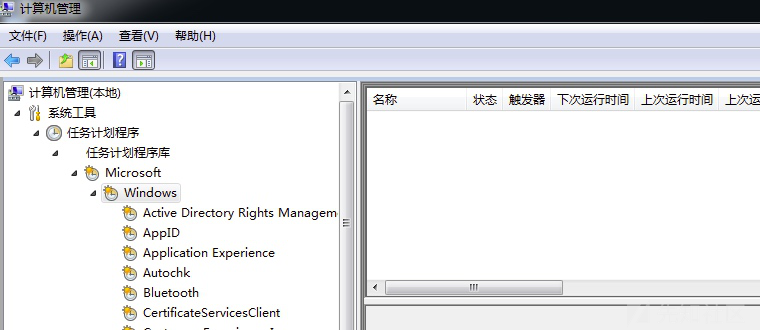 计算机管理
文件(F) 操作(A) 查看(V) 帮助(H)
计算机管理(本地)
系统工具
任务计划程序
任务计划程序库
Microsoft
Windows
Active Directory Rights Managem
AppID
Application Experience
Autochk
Bluetooth
CertificateServicesClient
名称 状态 触发器 下次运行时间 上次运行时间 上次运